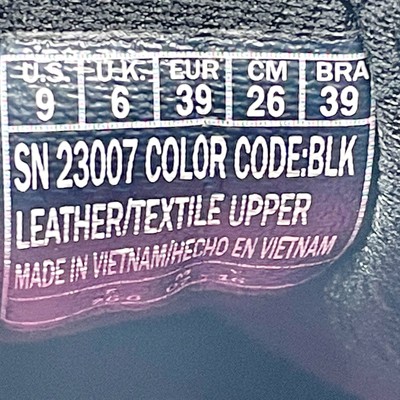 U.S. U.K. EUR CM BRA
9 6 39 26 39
SN 23007 COLOR CODE:BLK
LEATHER/TEXTILE UPPER
MADE IN VIETNAM/HECHO EN VIETNAM